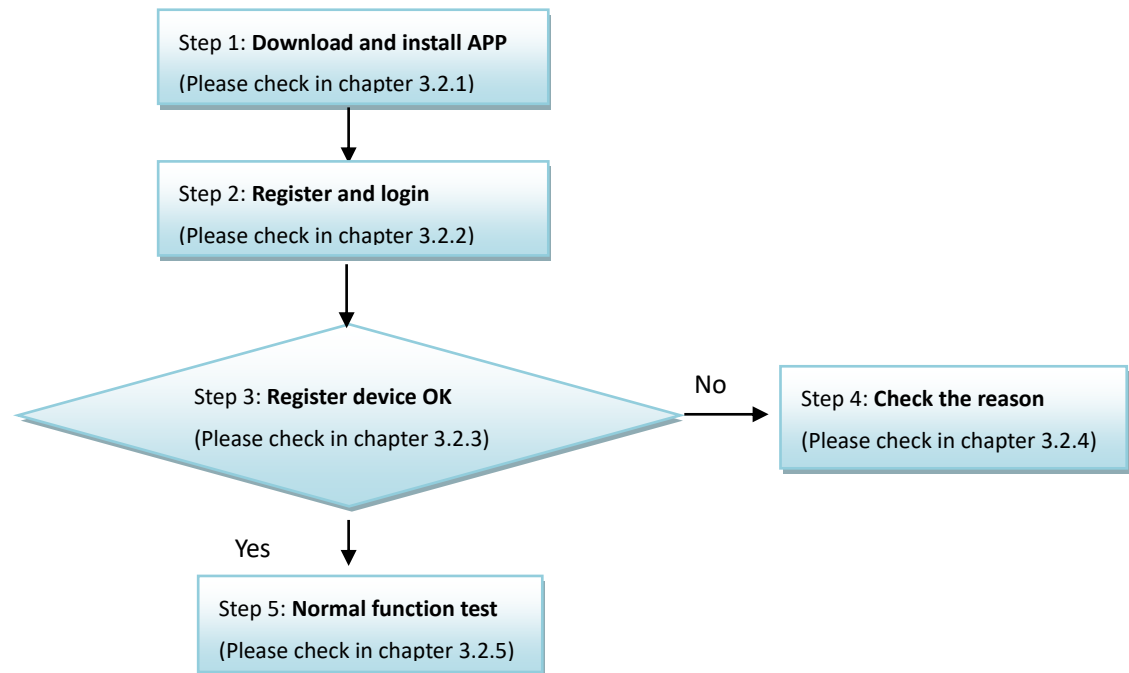 Step 1: Download and install APP
(Please check in chapter 3.2.1)
Step 2: Register and login
(Please check in chapter 3.2.2)
Step 3: Register device OK
(Please check in chapter 3.2.3)
No
Step 4: Check the reason
(Please check in chapter 3.2.4)
Yes
Step 5: Normal function test
(Please check in chapter 3.2.5)